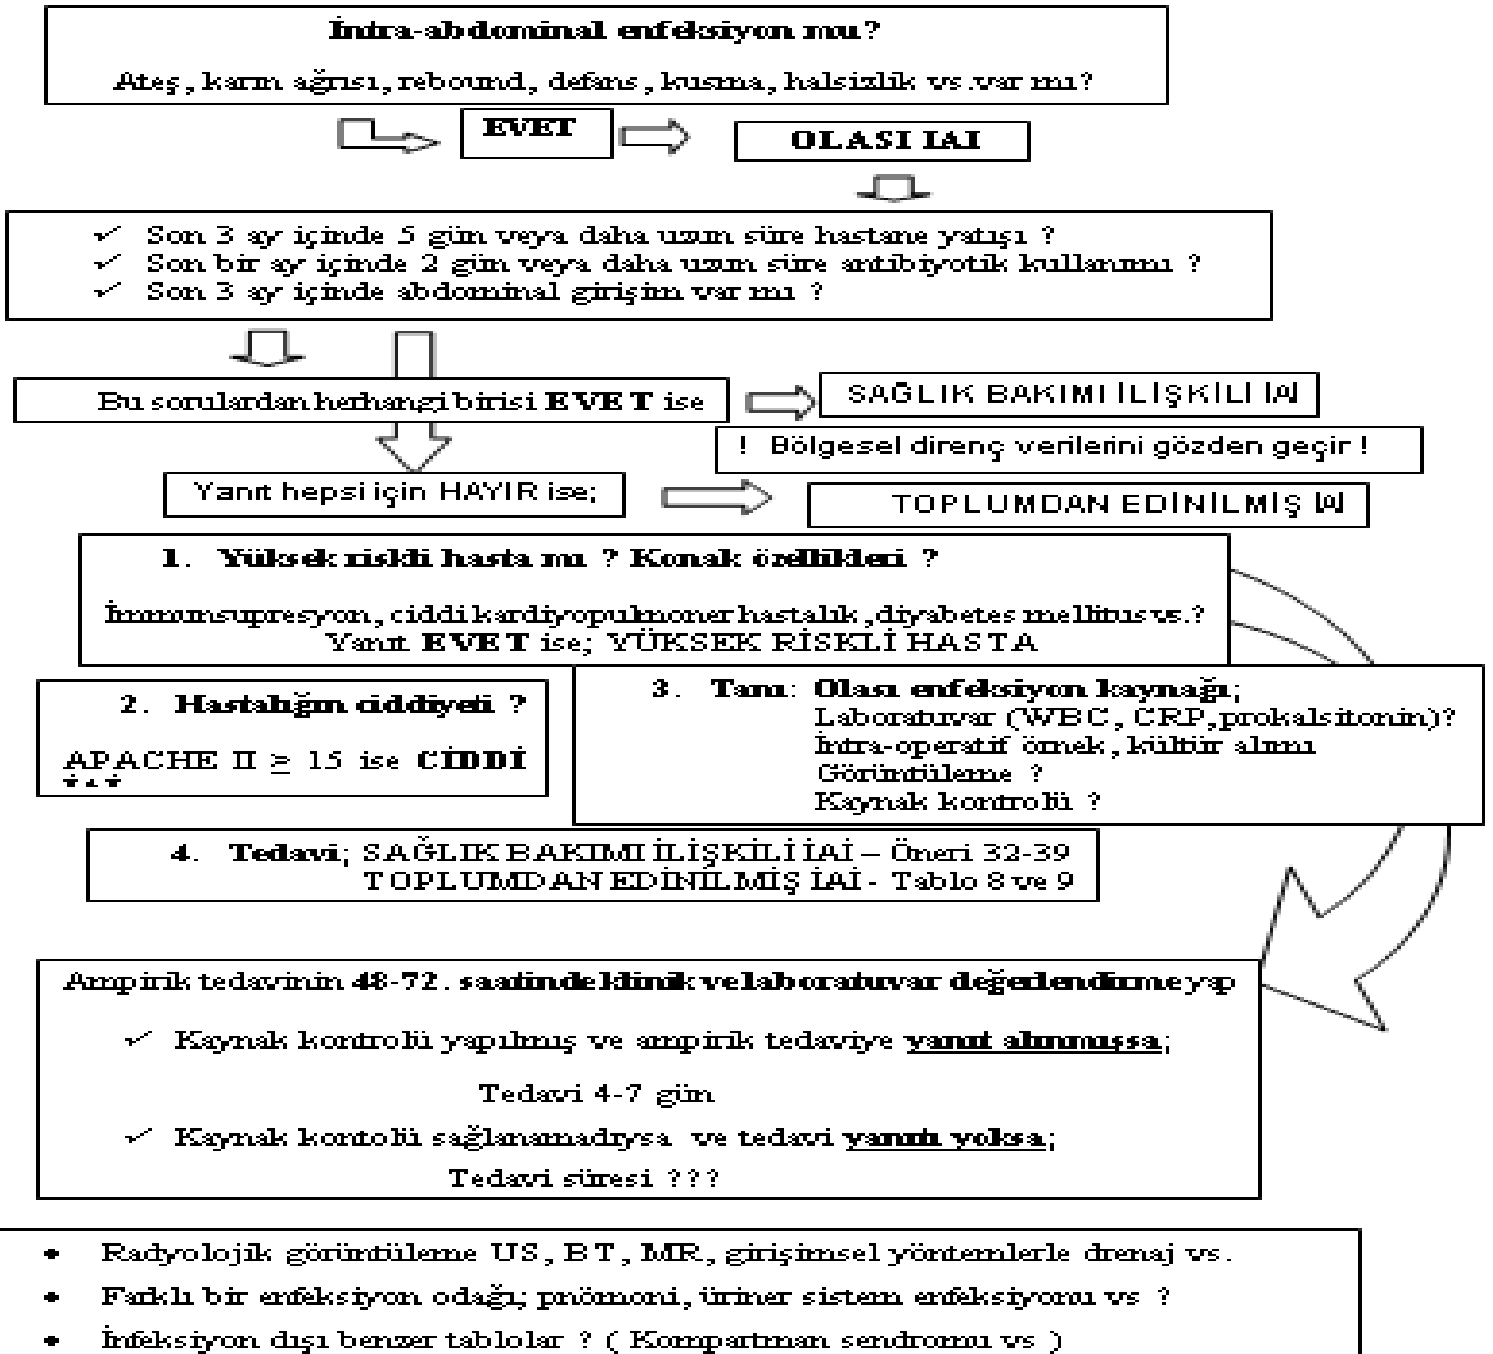 İntra-abdominal enfeksiyon mu?
Ateş, karın ağrısı, rebound, defans, kusma, halsizlik vs.var mı?
EVET
OLASI IAI
✓ Son 3 ay içinde 5 gün veya daha uzun süre hastane yatışı ?
✓ Son bir ay içinde 2 gün veya daha uzun süre antibiyotik kullanımı ?
✓ Son 3 ay içinde abdominal girişim var mı ?
Bu sorulardan herhangi birisi EVET ise
SAĞLIK BAKIMI İLİŞKİLİ İAİ
! Bölgesel direnç verilerini gözden geçir !
Yanıt hepsi için HAYIR ise;
TOPLUMDAN EDİNİLMİŞ İAİ
1. Yüksek riskli hasta mı ? Konak özellikleri ?
İmmunsupresyon, ciddi kardiyopulmoner hastalık, diyabetes mellitus vs.?
Yanıt EVET ise; YÜKSEK RİSKLİ HASTA
2. Hastalığın ciddiyeti ?
APACHE II ≥ 15 ise CİDDİ
3. Tanı: Olası enfeksiyon kaynağı;
Laboratuvar (WBC, CRP, prokalsitonin)?
İntra-operatif örnek, kültür alımı
Görüntüleme ?
Kaynak kontrolü ?
4. Tedavi; SAĞLIK BAKIMI İLİŞKİLİ İAİ – Öneri 32-39
TOPLUMDAN EDİNİLMİŞ İAİ - Tablo 8 ve 9
Ampirik tedavinin 48-72. saatinde klinik ve laboratuvar değerlendirme yap
✓ Kaynak kontrolü yapılmış ve ampirik tedaviye yanıt alınmışsa;
Tedavi 4-7 gün
✓ Kaynak kontolü sağlanamadıysa ve tedavi yanıtı yoksa;
Tedavi süresi ???
• Radyolojik görüntüleme US, BT, MR, girişimsel yöntemlerle drenaj vs.
• Farklı bir enfeksiyon odağı; pnömoni, üriner sistem enfeksiyonu vs ?
• İnfeksiyon dışı benzer tablolar ? ( Kompartman sendromu vs )